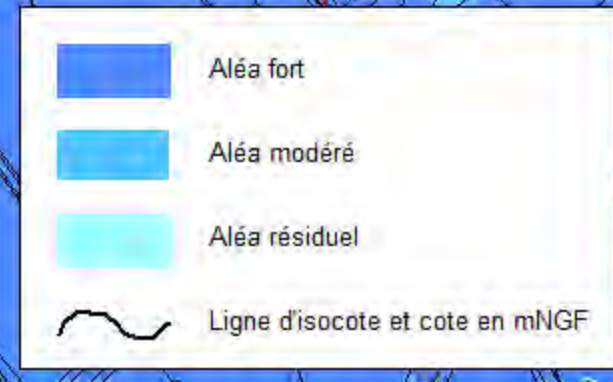 Aléa fort
Aléa modéré
Aléa résiduel
Ligne d'isocote et cote en mNGF